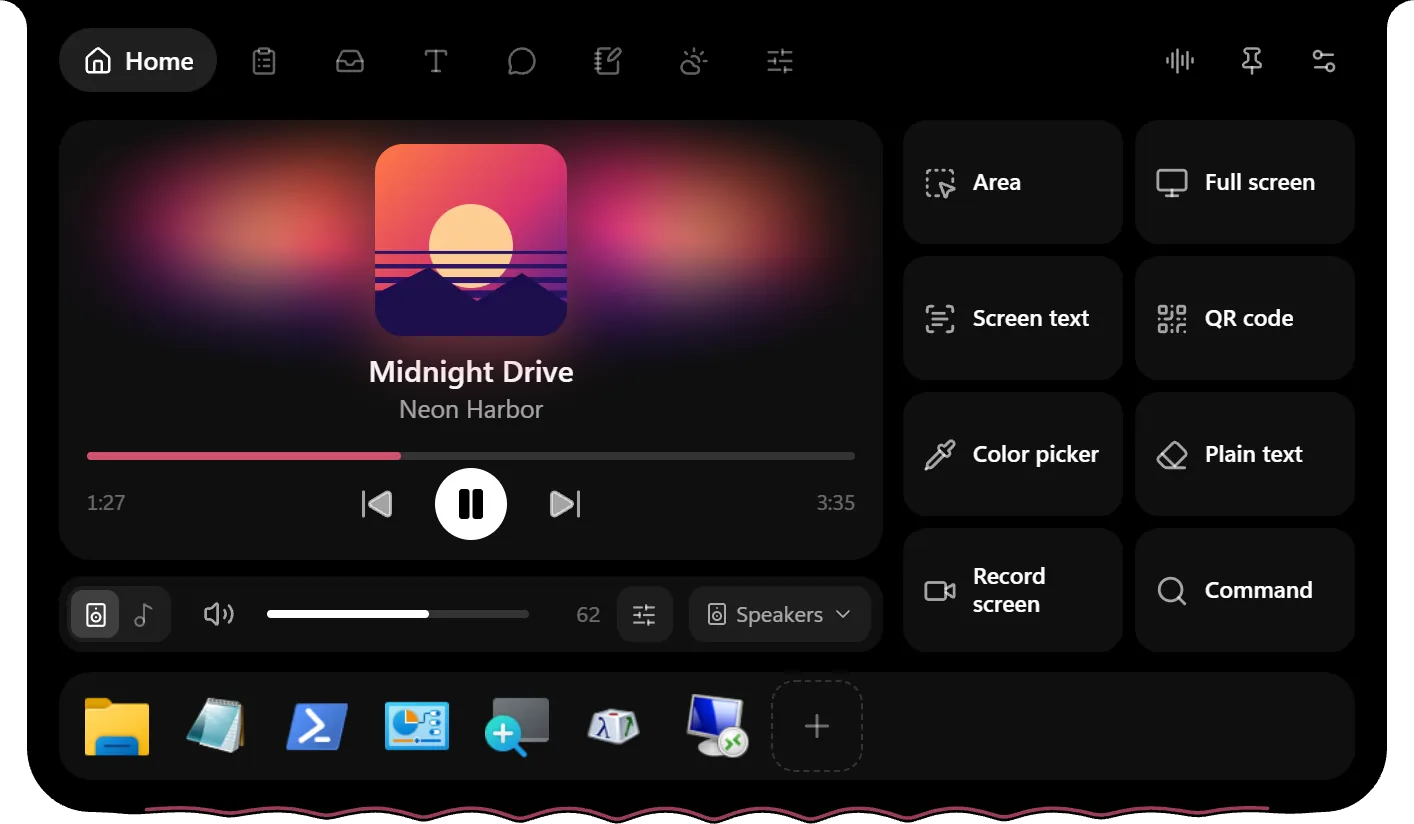 Home
Midnight Drive
Neon Harbor
1:27
3:35
62
Speakers
Area
Full screen
Screen text
QR code
Color picker
Plain text
Record
screen
Command